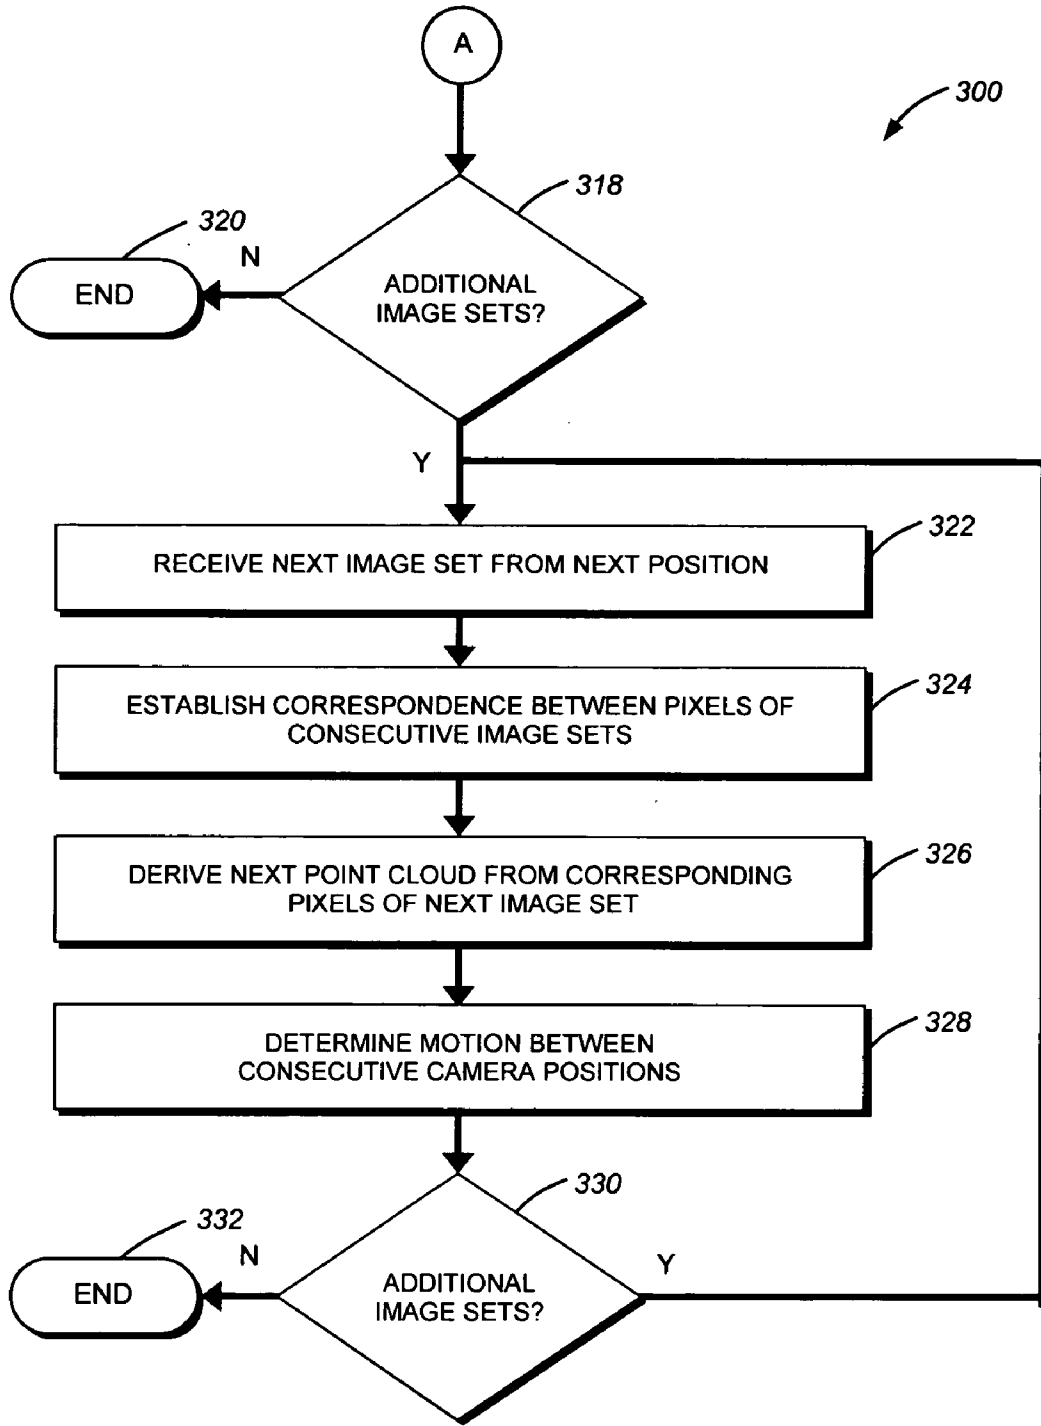 A
300
318
320
N
END
ADDITIONAL
IMAGE SETS?
Y
322
RECEIVE NEXT IMAGE SET FROM NEXT POSITION
324
ESTABLISH CORRESPONDENCE BETWEEN PIXELS OF
CONSECUTIVE IMAGE SETS
326
DERIVE NEXT POINT CLOUD FROM CORRESPONDING
PIXELS OF NEXT IMAGE SET
328
DETERMINE MOTION BETWEEN
CONSECUTIVE CAMERA POSITIONS
330
332
N
Y
END
ADDITIONAL
IMAGE SETS?